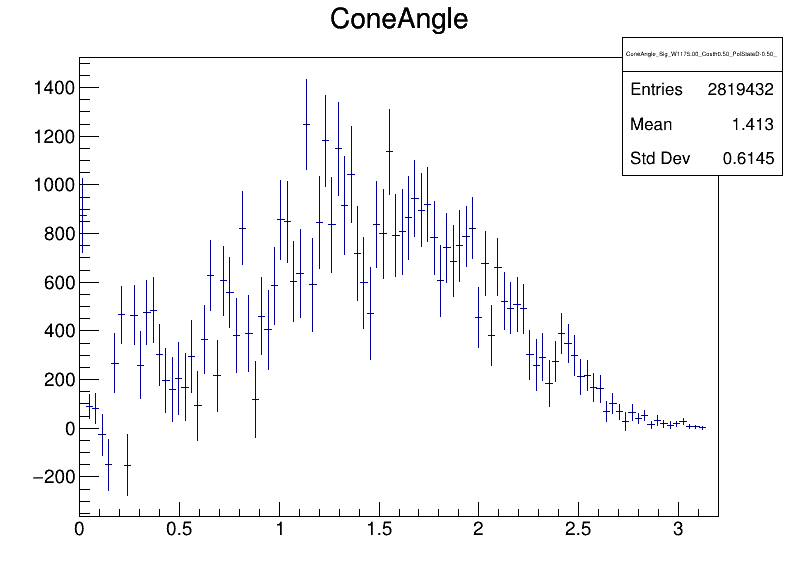 ConeAngle
ConeAngle_Sig_W1175.00_Costh0.50_PolStateD-0.50_
Entries 2819432
Mean 1.413
Std Dev 0.6145
1400
1200
1000
800
600
400
200
0
−200
0 0.5 1 1.5 2 2.5 3